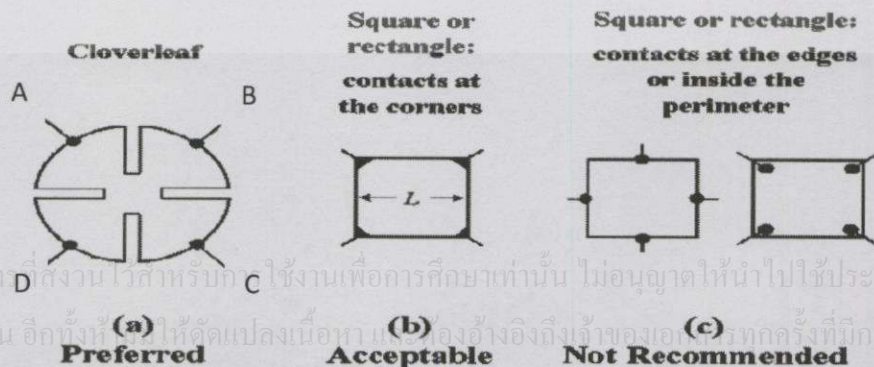 Cloverleaf
A
B
D
C
(a)
Preferred
Square or
rectangle:
contacts at
the corners
L
(b)
Acceptable
Square or rectangle:
contacts at the edges
or inside the
perimeter
(c)
Not Recommended
ที่สงวนไว้สำหรับการใช้งานเพื่อการศึกษาเท่านั้น ไม่อนุญาตให้นำไปใช้ประ
อีกทั้งห้ามมิให้ดัดแปลงเนื้อหา และต้องอ้างอิงถึงเจ้าของเอกสารทุกครั้งที่มีก